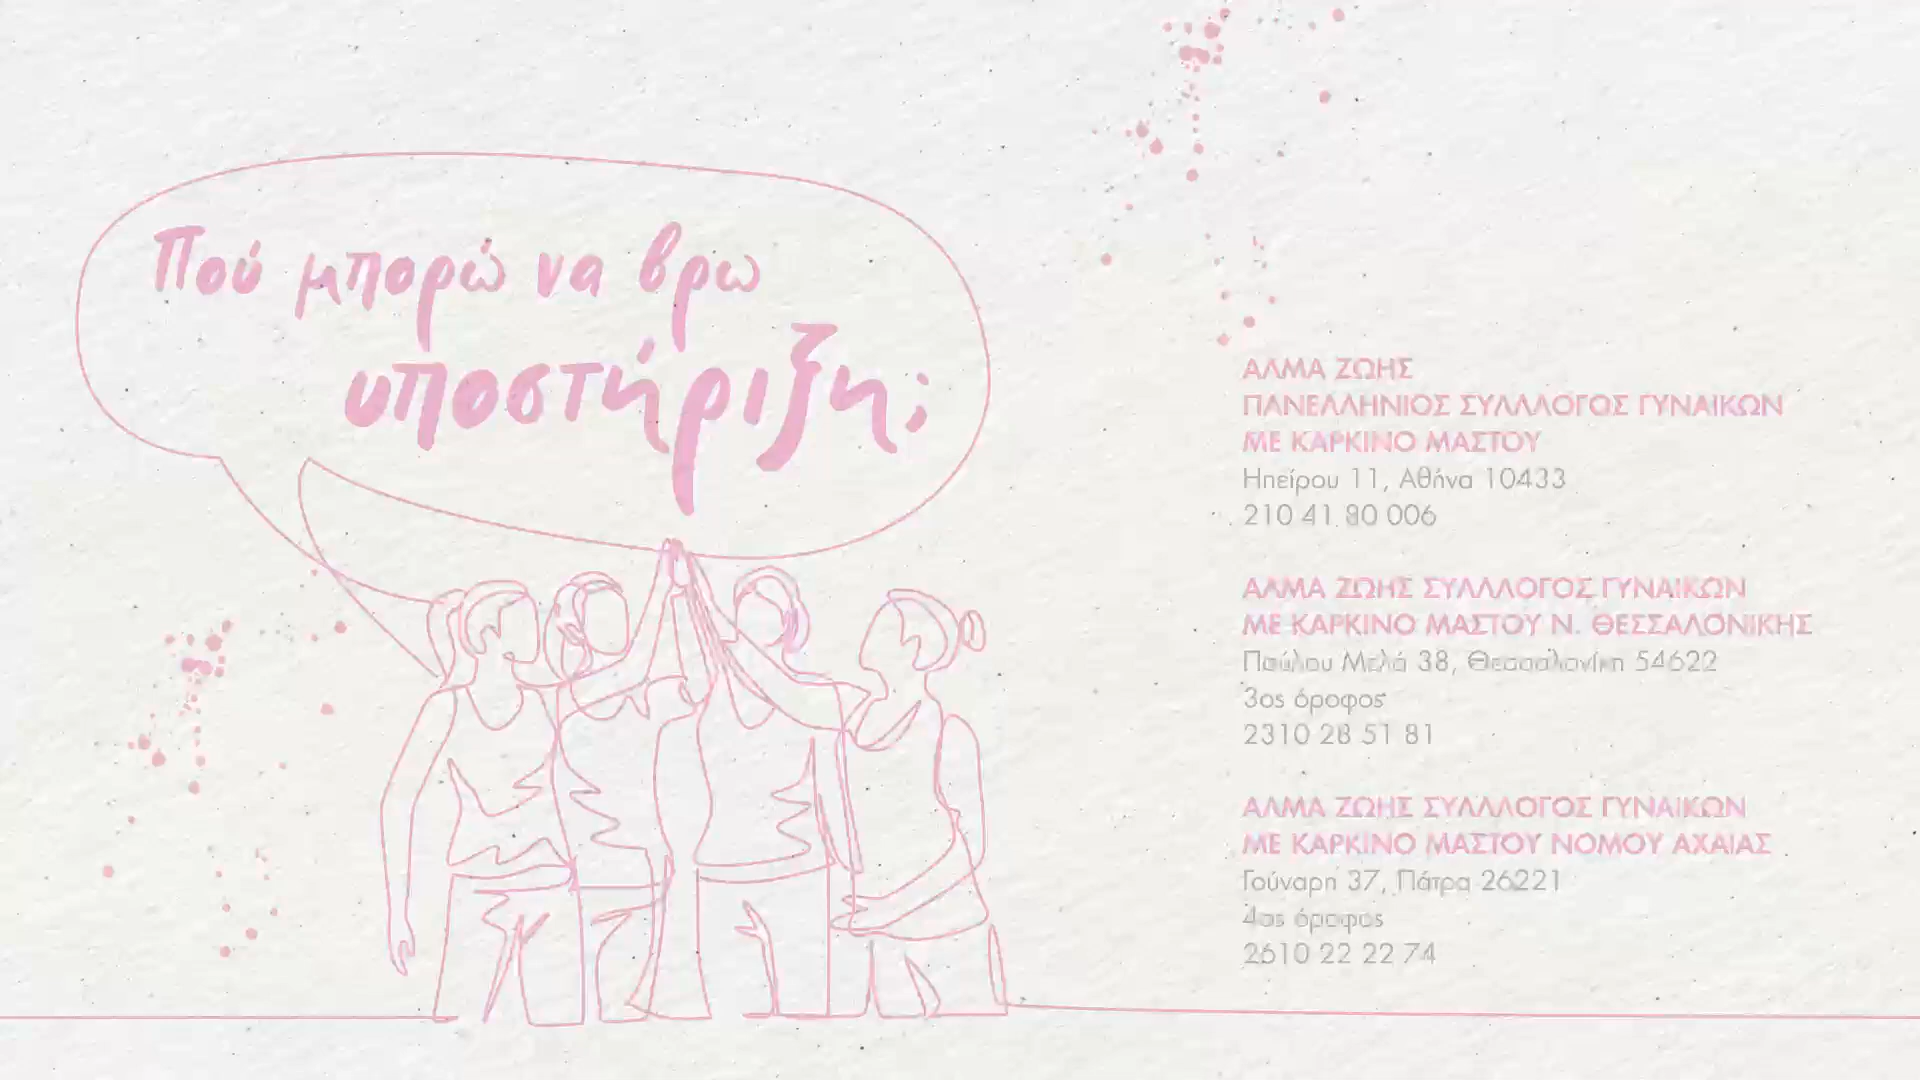 Πού μπορώ να βρω
υποστήριξη;
ΑΛΜΑ ΖΩΗΣ
ΠΑΝΕΛΛΗΝΙΟΣ ΣΥΛΛΟΓΟΣ ΓΥΝΑΙΚΩΝ
ΜΕ ΚΑΡΚΙΝΟ ΜΑΣΤΟΥ
Ηπείρου 11, Αθήνα 10433
210 41 80 006
ΑΛΜΑ ΖΩΗΣ ΣΥΛΛΟΓΟΣ ΓΥΝΑΙΚΩΝ
ΜΕ ΚΑΡΚΙΝΟ ΜΑΣΤΟΥ Ν. ΘΕΣΣΑΛΟΝΙΚΗΣ
Παύλου Μελά 38, Θεσσαλονίκη 54622
3ος όροφος
2310 28 51 81
ΑΛΜΑ ΖΩΗΣ ΣΥΛΛΟΓΟΣ ΓΥΝΑΙΚΩΝ
ΜΕ ΚΑΡΚΙΝΟ ΜΑΣΤΟΥ ΝΟΜΟΥ ΑΧΑΙΑΣ
Γούναρη 37, Πάτρα 26221
4ος όροφος
2610 22 22 74